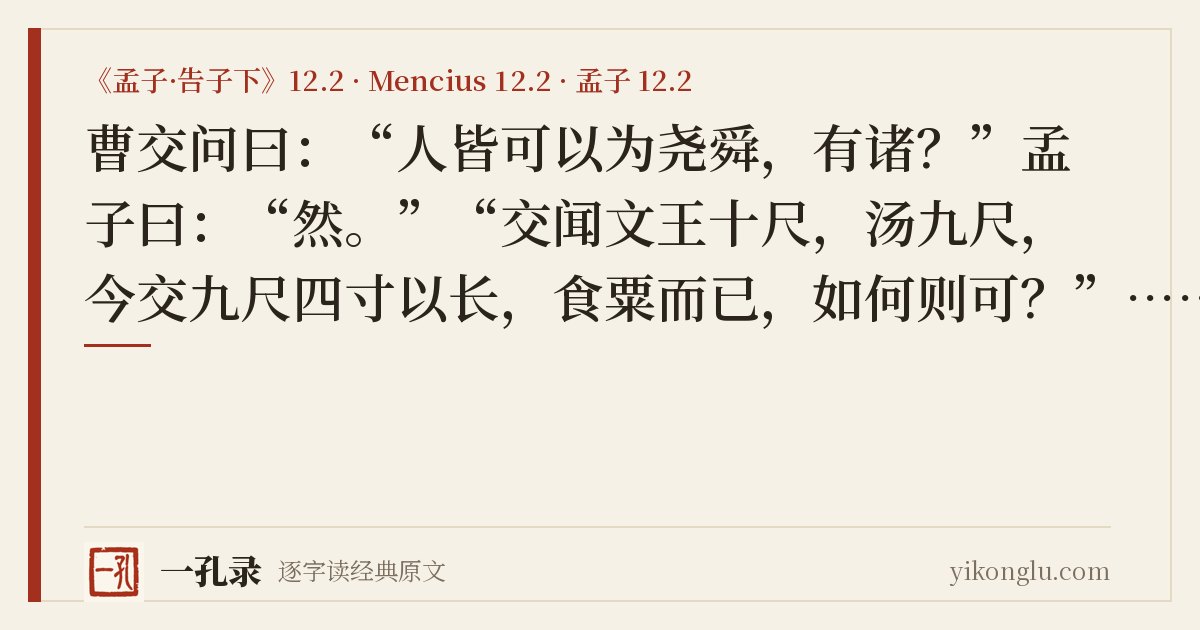 《孟子·告子下》12.2 · Mencius 12.2 · 孟子 12.2
曹交问曰：“人皆可以为尧舜，有诸？”孟
子曰：“然。”“交闻文王十尺，汤九尺，
今交九尺四寸以长，食粟而已，如何则可？”……
一孔
一孔录 逐字读经典原文 yikonglu.com